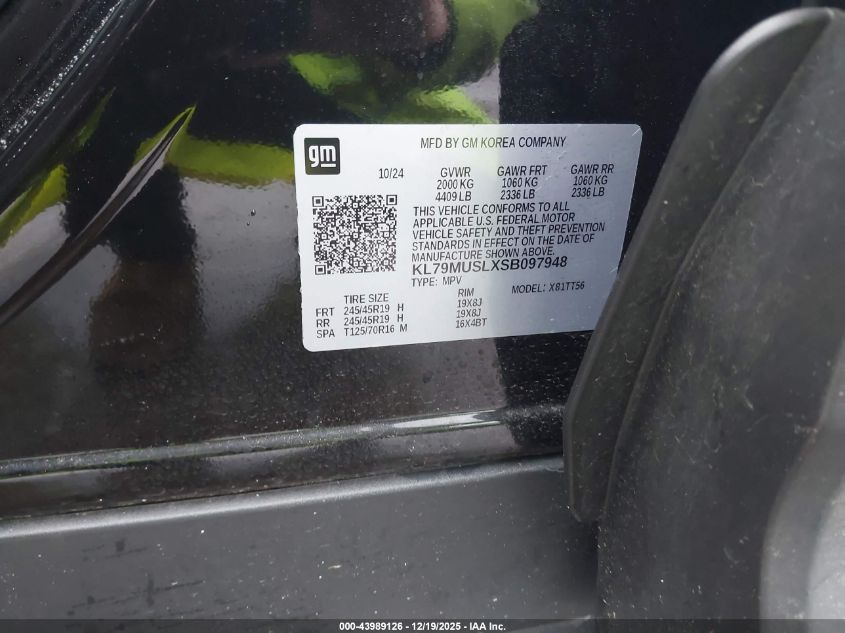 gm
MFD BY GM KOREA COMPANY
10/24 GVWR GAWR FRT GAWR RR
2000 KG 1060 KG 1060 KG
4409 LB 2336 LB 2336 LB
THIS VEHICLE CONFORMS TO ALL
APPLICABLE U.S. FEDERAL MOTOR
VEHICLE SAFETY AND THEFT PREVENTION
STANDARDS IN EFFECT ON THE DATE OF
MANUFACTURE SHOWN ABOVE.
KL79MUSLXSB097948
TYPE: MPV MODEL: X81TT56
TIRE SIZE RIM
FRT 245/45R19 H 19X8J
RR 245/45R19 H 19X8J
SPA T125/70R16 M 16X4BT
000-43989126 - 12/19/2025 - IAA Inc.